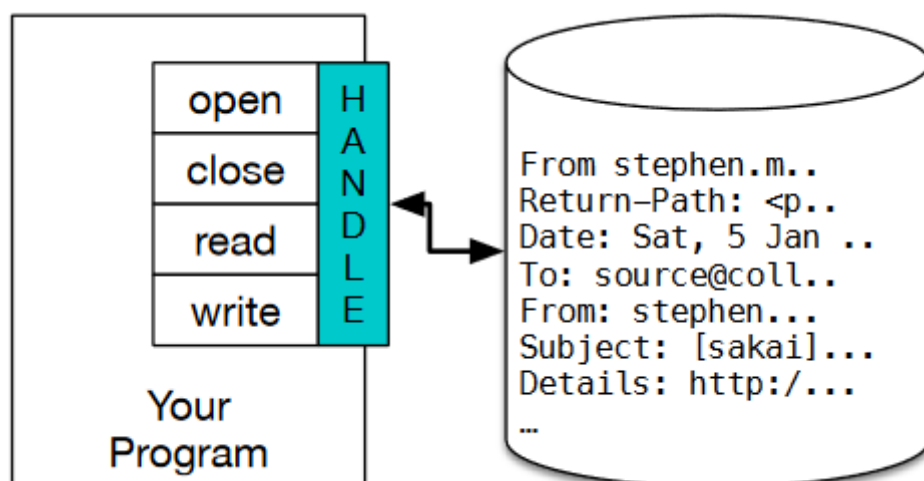 open
close
read
write
HANDLE
Your
Program
From stephen.m..
Return-Path: <p..
Date: Sat, 5 Jan ..
To: source@coll..
From: stephen...
Subject: [sakai]...
Details: http:/...
…